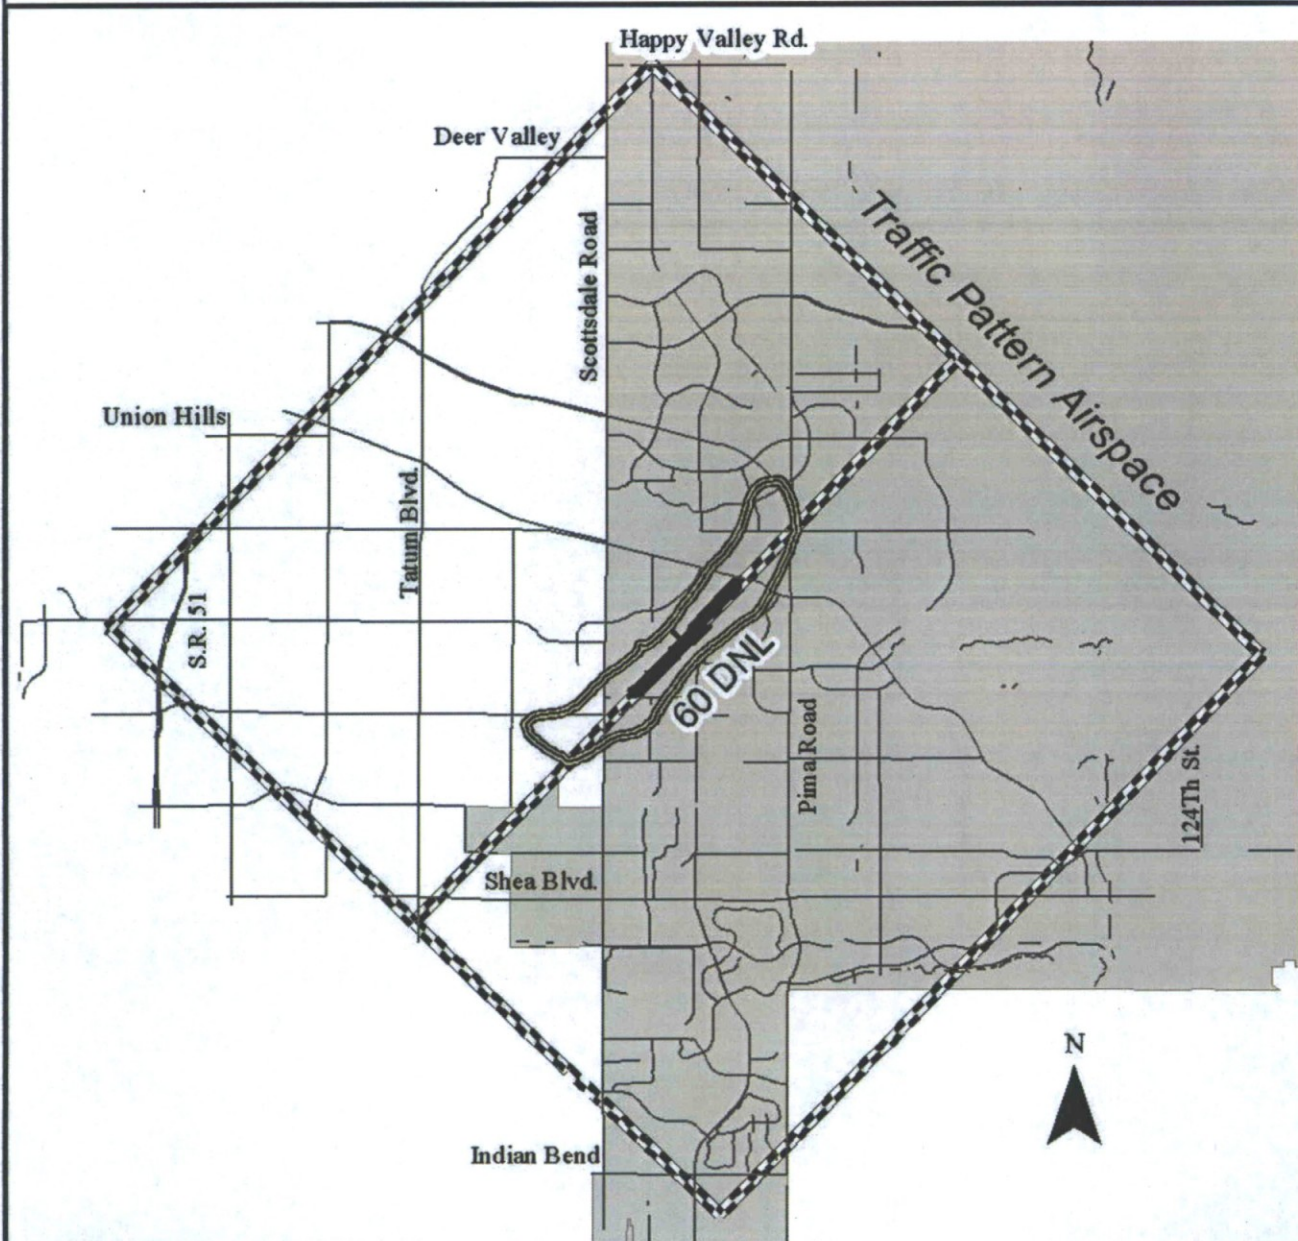 Happy Valley Rd.
Deer Valley
Scottsdale Road
Traffic Pattern Airspace
Union Hills
Tatum Blvd.
S.R. 51
60 DNL
Pima Road
124Th St.
Shea Blvd.
N
Indian Bend